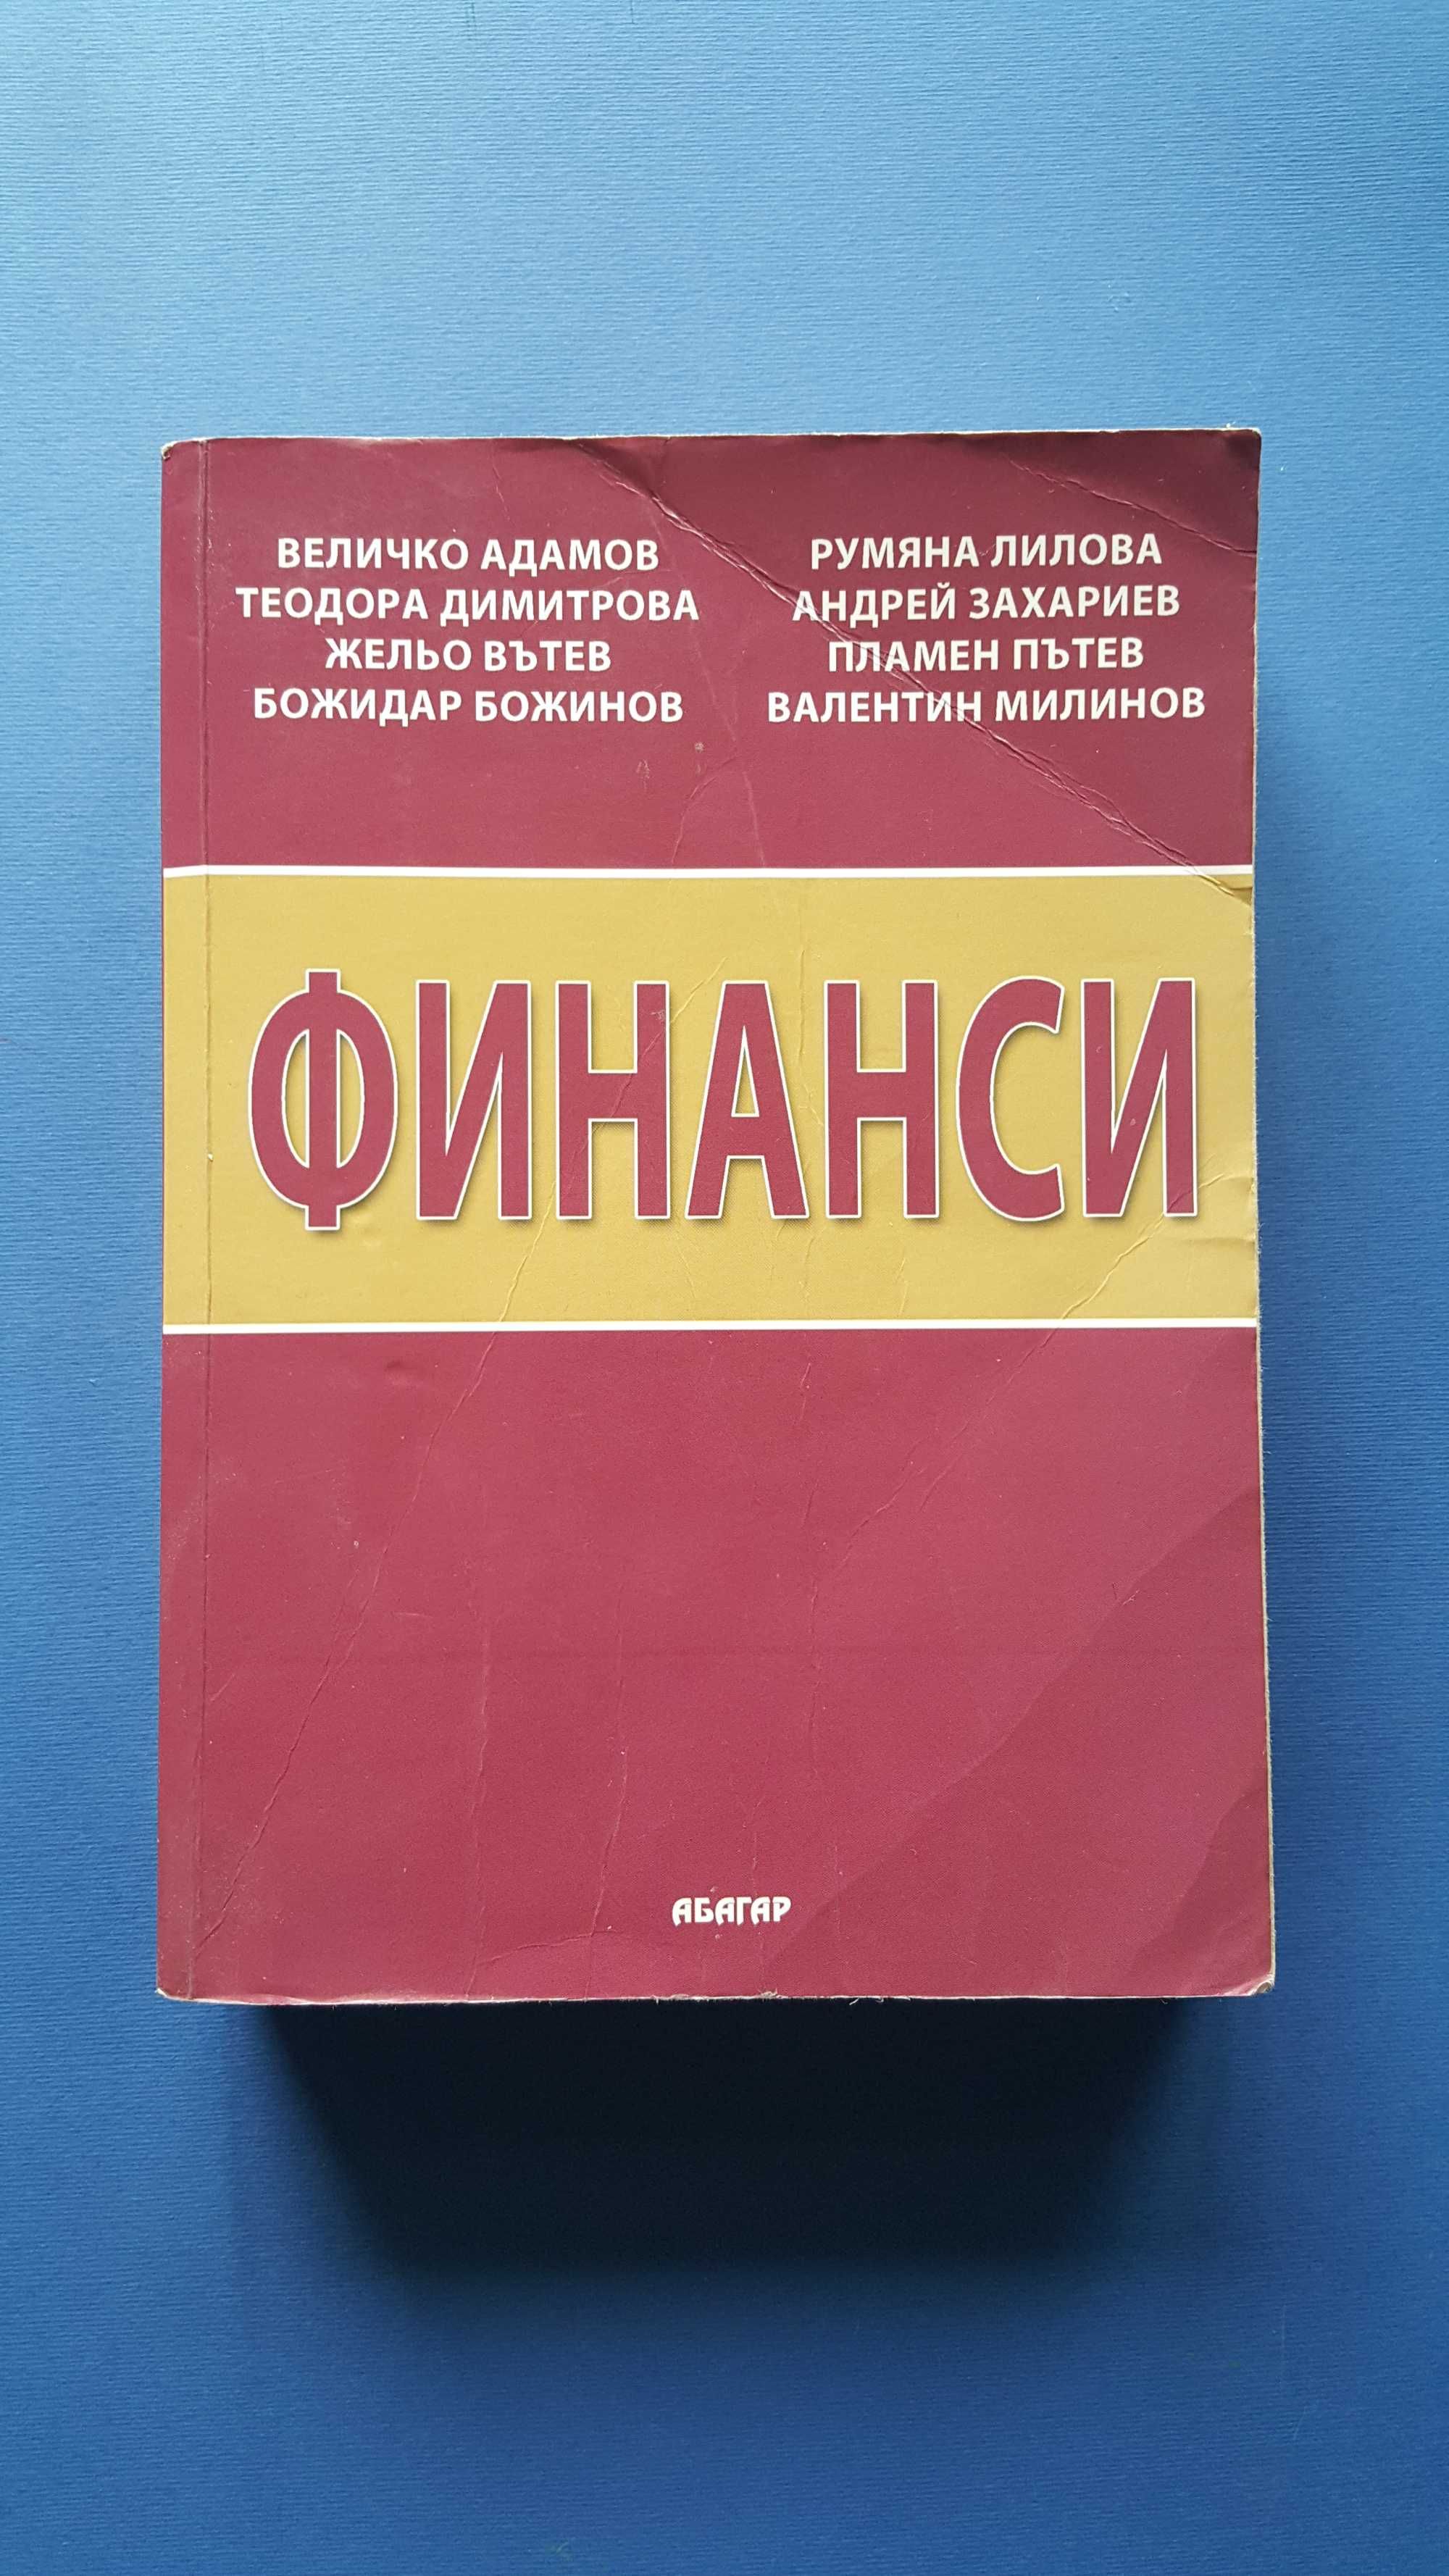 ВЕЛИЧКО АДАМОВ
ТЕОДОРА ДИМИТРОВА
ЖЕЛЬО ВЪТЕВ
БОЖИДАР БОЖИНОВ
РУМЯНА ЛИЛОВА
АНДРЕЙ ЗАХАРИЕВ
ПЛАМЕН ПЪТЕВ
ВАЛЕНТИН МИЛИНОВ
ФИНАНСИ
АБАГАР